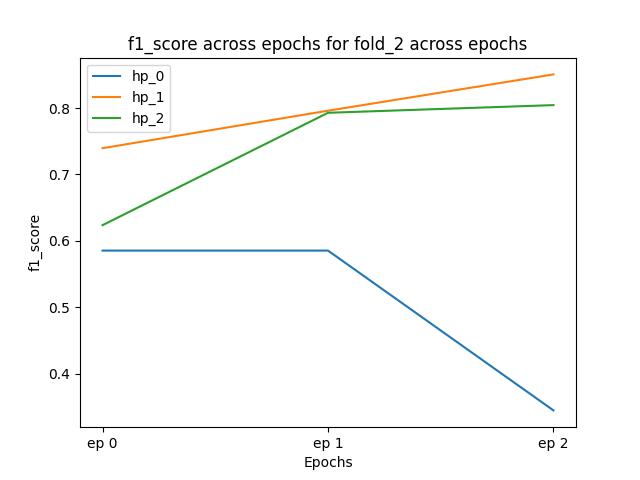 f1_score across epochs for fold_2 across epochs
hp_0
hp_1
hp_2
f1_score
0.8
0.7
0.6
0.5
0.4
ep 0
ep 1
ep 2
Epochs